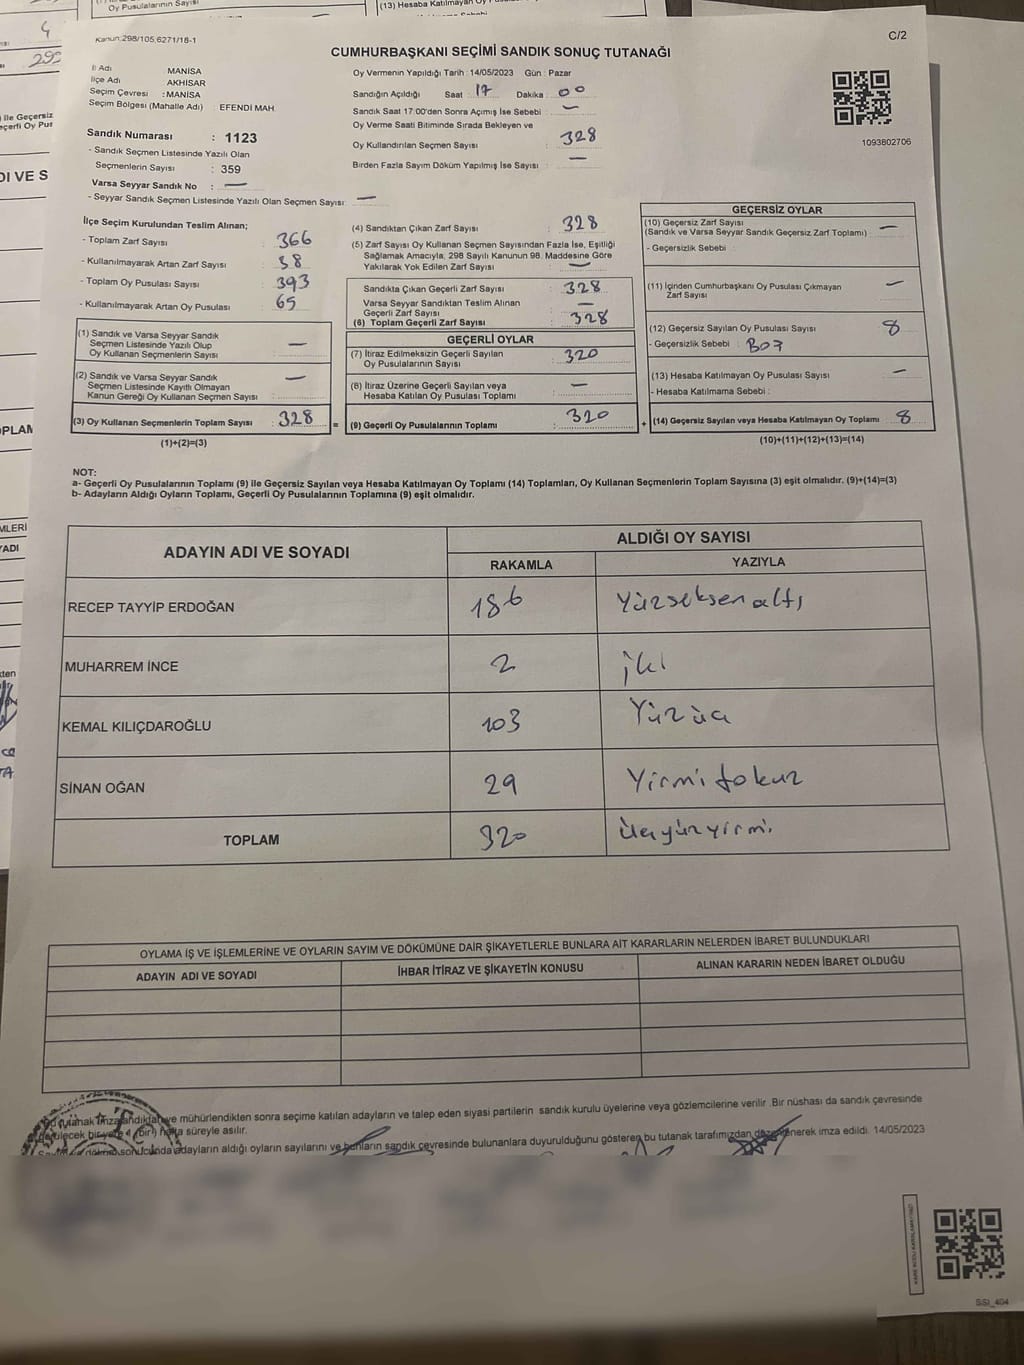 Oy Pusulalarının Sayısı
(13) Hesaba Katılmayan Oy
Kanun:298/105,6271/18-1
C/2
CUMHURBAŞKANI SEÇİMİ SANDIK SONUÇ TUTANAĞI
İl Adı MANİSA
İlçe Adı : AKHİSAR
Seçim Çevresi : MANİSA
Seçim Bölgesi (Mahalle Adı) : EFENDİ MAH.
Sandık Numarası : 1123
- Sandık Seçmen Listesinde Yazılı Olan
Seçmenlerin Sayısı : 359
Varsa Seyyar Sandık No : —
- Seyyar Sandık Seçmen Listesinde Yazılı Olan Seçmen Sayısı: —
Oy Vermenin Yapıldığı Tarih : 14/05/2023 Gün : Pazar
Sandığın Açıldığı Saat 17 Dakika 00
Sandık Saat 17:00'den Sonra Açımış İse Sebebi : —
Oy Verme Saati Bitiminde Sırada Bekleyen ve
Oy Kullandırılan Seçmen Sayısı : 328
Birden Fazla Sayım Döküm Yapılmış İse Sayısı : —
1093802706
İlçe Seçim Kurulundan Teslim Alınan;
- Toplam Zarf Sayısı : 366
- Kullanılmayarak Artan Zarf Sayısı : 38
- Toplam Oy Pusulası Sayısı : 393
- Kullanılmayarak Artan Oy Pusulası : 65
(1) Sandık ve Varsa Seyyar Sandık
Seçmen Listesinde Yazılı Olup
Oy Kullanan Seçmenlerin Sayısı : —
(2) Sandık ve Varsa Seyyar Sandık
Seçmen Listesinde Kayıtlı Olmayan
Kanun Gereği Oy Kullanan Seçmen Sayısı : —
(3) Oy Kullanan Seçmenlerin Toplam Sayısı : 328
(1)+(2)=(3)
(4) Sandıktan Çıkan Zarf Sayısı : 328
(5) Zarf Sayısı Oy Kullanan Seçmen Sayısından Fazla İse, Eşitliği
Sağlamak Amacıyla, 298 Sayılı Kanunun 98. Maddesine Göre
Yakılarak Yok Edilen Zarf Sayısı : —
Sandıkta Çıkan Geçerli Zarf Sayısı : 328
Varsa Seyyar Sandıktan Teslim Alınan
Geçerli Zarf Sayısı : —
(6) Toplam Geçerli Zarf Sayısı : 328
GEÇERLİ OYLAR
(7) İtiraz Edilmeksizin Geçerli Sayılan
Oy Pusulalarının Sayısı : 320
(8) İtiraz Üzerine Geçerli Sayılan veya
Hesaba Katılan Oy Pusulası Toplamı : —
= (9) Geçerli Oy Pusulalarının Toplamı : 320
GEÇERSİZ OYLAR
(10) Geçersiz Zarf Sayısı
(Sandık ve Varsa Seyyar Sandık Geçersiz Zarf Toplamı) : —
- Geçersizlik Sebebi :
(11) İçinden Cumhurbaşkanı Oy Pusulası Çıkmayan
Zarf Sayısı : —
(12) Geçersiz Sayılan Oy Pusulası Sayısı : 8
- Geçersizlik Sebebi :
(13) Hesaba Katılmayan Oy Pusulası Sayısı : —
- Hesaba Katılmama Sebebi :
+ (14) Geçersiz Sayılan veya Hesaba Katılmayan Oy Toplamı : 8
(10)+(11)+(12)+(13)=(14)
NOT:
a- Geçerli Oy Pusulalarının Toplamı (9) ile Geçersiz Sayılan veya Hesaba Katılmayan Oy Toplamı (14) Toplamları, Oy Kullanan Seçmenlerin Toplam Sayısına (3) eşit olmalıdır. (9)+(14)=(3)
b- Adayların Aldığı Oyların Toplamı, Geçerli Oy Pusulalarının Toplamına (9) eşit olmalıdır.
ADAYIN ADI VE SOYADI ALDIĞI OY SAYISI
RAKAMLA YAZIYLA
RECEP TAYYİP ERDOĞAN 186 Yüzseksenaltı
MUHARREM İNCE 2 iki
KEMAL KILIÇDAROĞLU 103 Yüzüç
SİNAN OĞAN 29 Yirmi dokuz
TOPLAM 320 üçyüzyirmi
OYLAMA İŞ VE İŞLEMLERİNE VE OYLARIN SAYIM VE DÖKÜMÜNE DAİR ŞİKAYETLERLE BUNLARA AİT KARARLARIN NELERDEN İBARET BULUNDUKLARI
ADAYIN ADI VE SOYADI İHBAR İTİRAZ VE ŞİKAYETİN KONUSU ALINAN KARARIN NEDEN İBARET OLDUĞU
mühürlendikten sonra seçime katılan adayların ve talep eden siyasi partilerin sandık kurulu üyelerine veya gözlemcilerine verilir .Bir nüshası da sandık çevresinde
süreyle asılır.
adayların aldığı oyların sayılarını ve bunların sandık çevresinde bulunanlara duyurulduğunu gösteren bu tutanak tarafımızdan imza edildi. 14/05/2023
SSİ_404